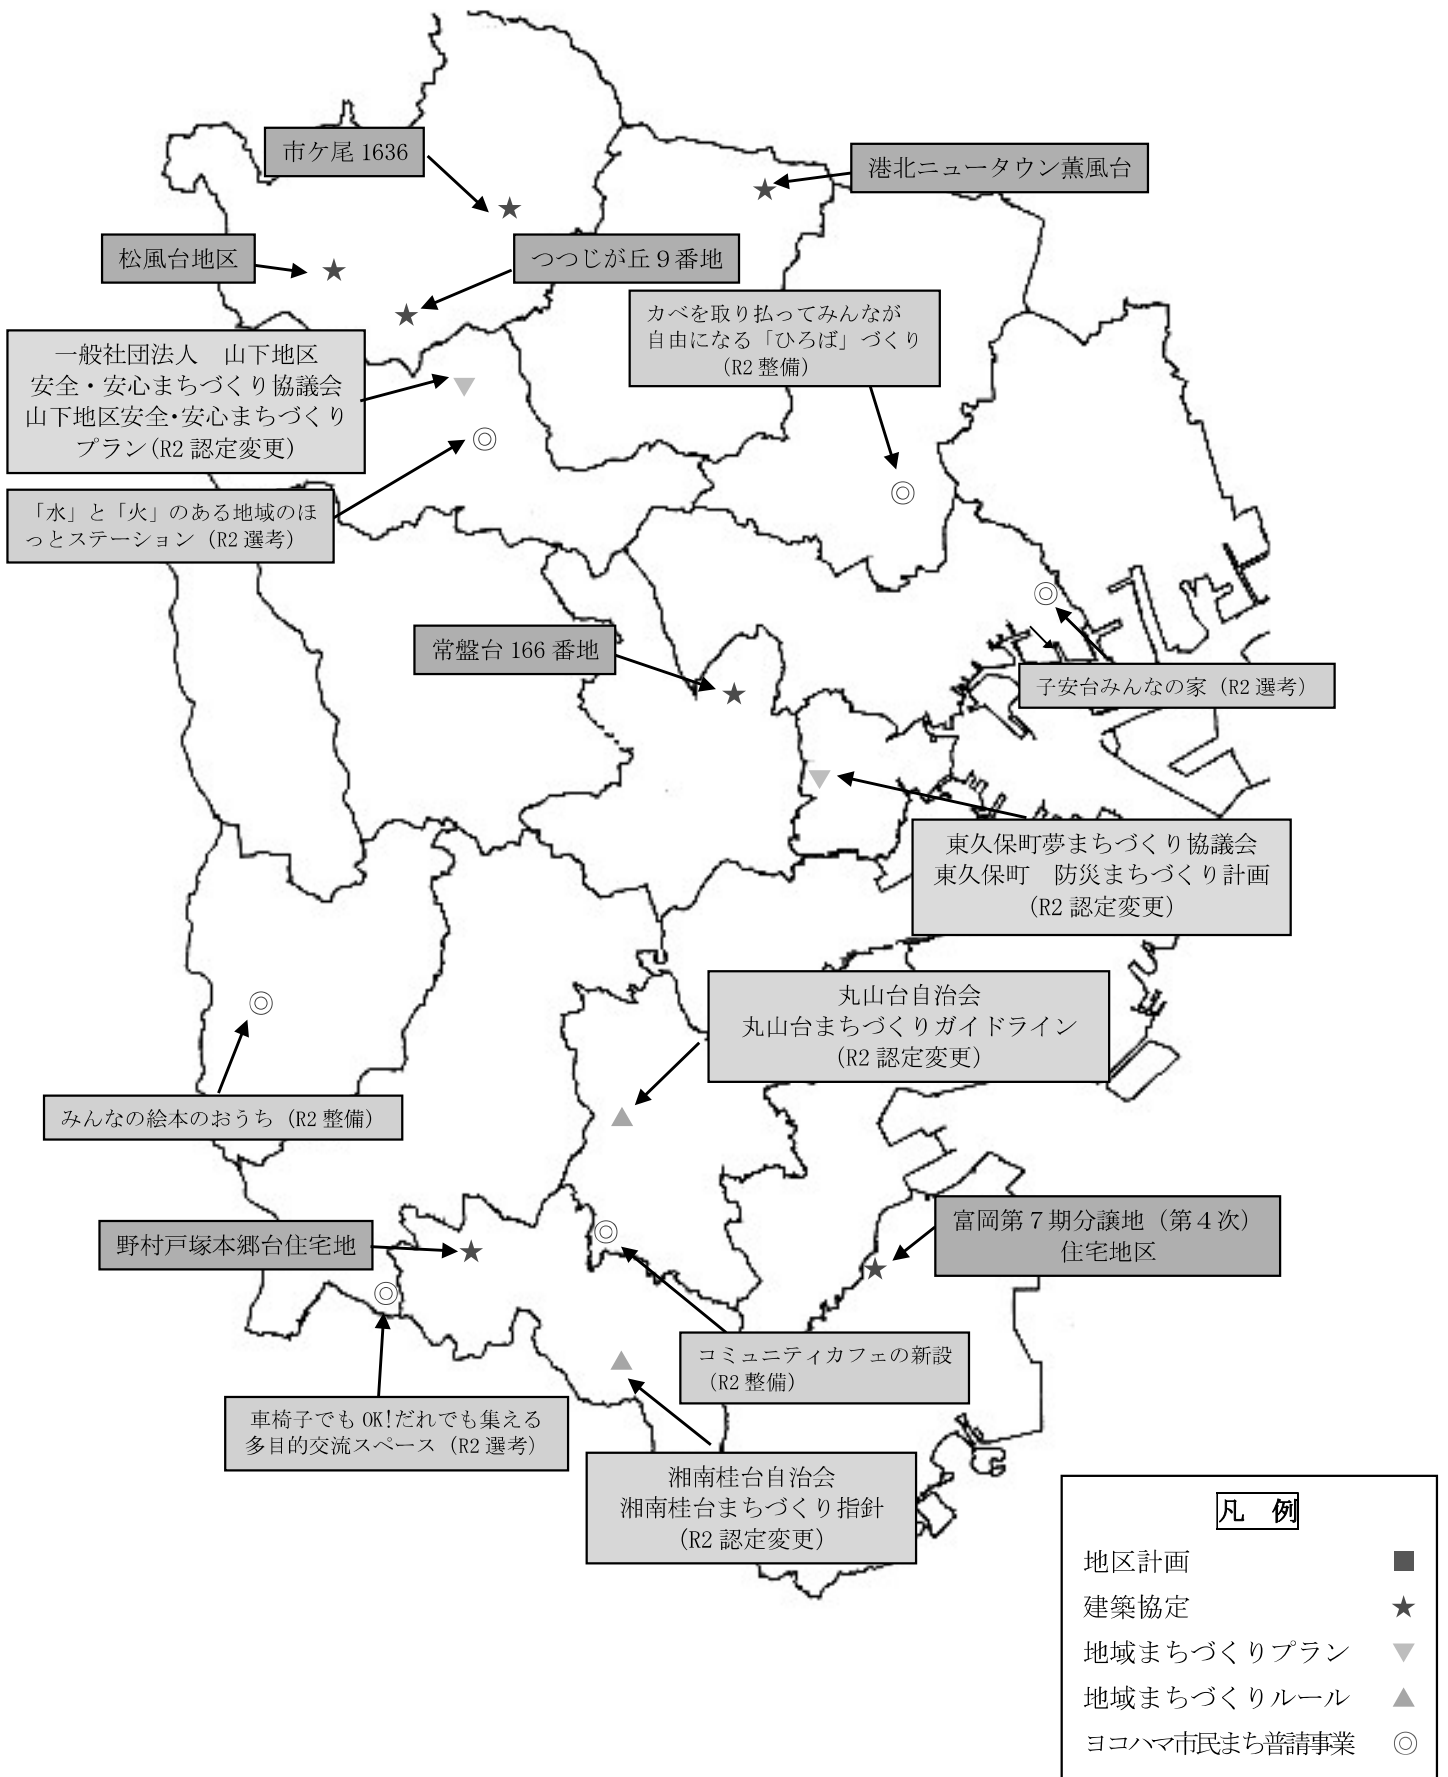 市ケ尾 1636
港北ニュータウン薫風台
松風台地区
つつじが丘９番地
カベを取り払ってみんなが
自由になる「ひろば」づくり
（R2 整備）
一般社団法人　山下地区
安全・安心まちづくり協議会
山下地区安全・安心まちづくり
プラン（R2 認定変更）
「水」と「火」のある地域のほ
っとステーション（R2 選考）
常盤台 166 番地
子安台みんなの家（R2 選考）
東久保町夢まちづくり協議会
東久保町　防災まちづくり計画
（R2 認定変更）
丸山台自治会
丸山台まちづくりガイドライン
（R2 認定変更）
みんなの絵本のおうち（R2 整備）
野村戸塚本郷台住宅地
富岡第７期分譲地（第４次）
住宅地区
コミュニティカフェの新設
（R2 整備）
車椅子でも OK!だれでも集える
多目的交流スペース（R2 選考）
湘南桂台自治会
湘南桂台まちづくり指針
（R2 認定変更）
凡　例
地区計画 ■
建築協定 ★
地域まちづくりプラン ▼
地域まちづくりルール ▲
ヨコハマ市民まち普請事業 ◎